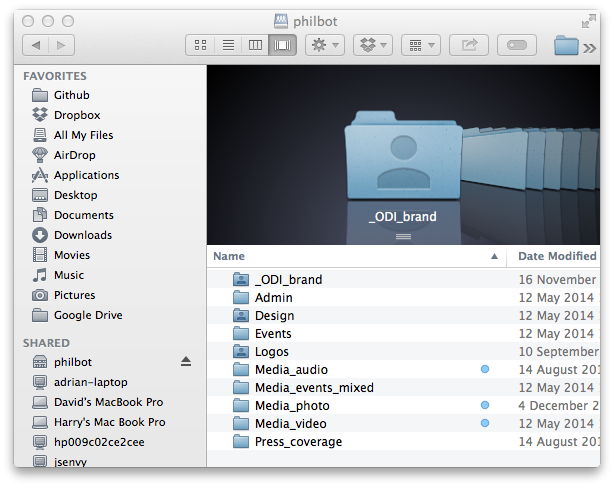 philbot
FAVORITES
Github
Dropbox
All My Files
AirDrop
Applications
Desktop
Documents
Downloads
Movies
Music
Pictures
Google Drive
SHARED
philbot
adrian-laptop
David's MacBook Pro
Harry's Mac Book Pro
hp009c02ce2cee
jsenvy
_ODI_brand
Name Date Modified
_ODI_brand 16 November
Admin 12 May 2014
Design 12 May 2014
Events 12 May 2014
Logos 10 September
Media_audio 14 August 201
Media_events_mixed 12 May 2014
Media_photo 4 December 2
Media_video 12 May 2014
Press_coverage 14 August 201